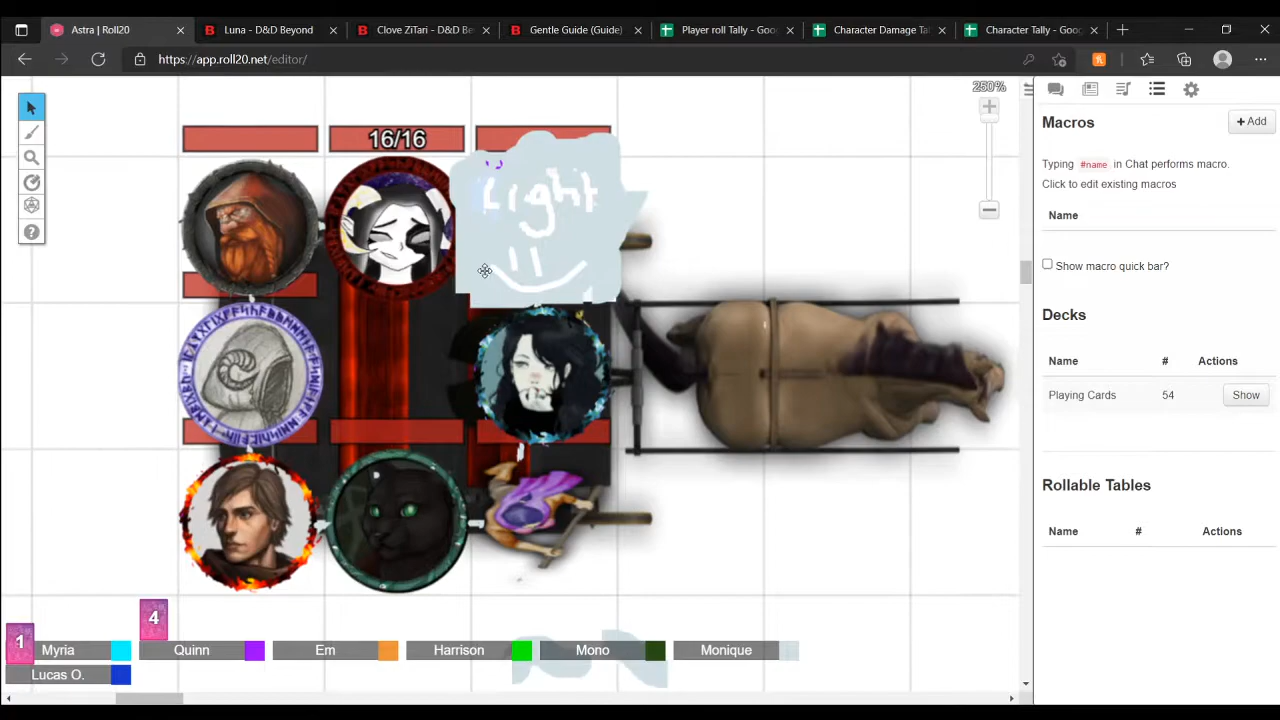 Astra | Roll20
Luna - D&D Beyond
Clove ZiTari - D&D Be
Gentle Guide (Guide)
Player roll Tally - Goog
Character Damage Ta
Character Tally - Goog
https://app.roll20.net/editor/
250%
Macros
+ Add
Typing #name in Chat performs macro.
Click to edit existing macros
Name
Show macro quick bar?
Decks
Name # Actions
Playing Cards 54 Show
Rollable Tables
Name # Actions
16/16
Light
4
1
Myria Quinn Em Harrison Mono Monique
Lucas O.